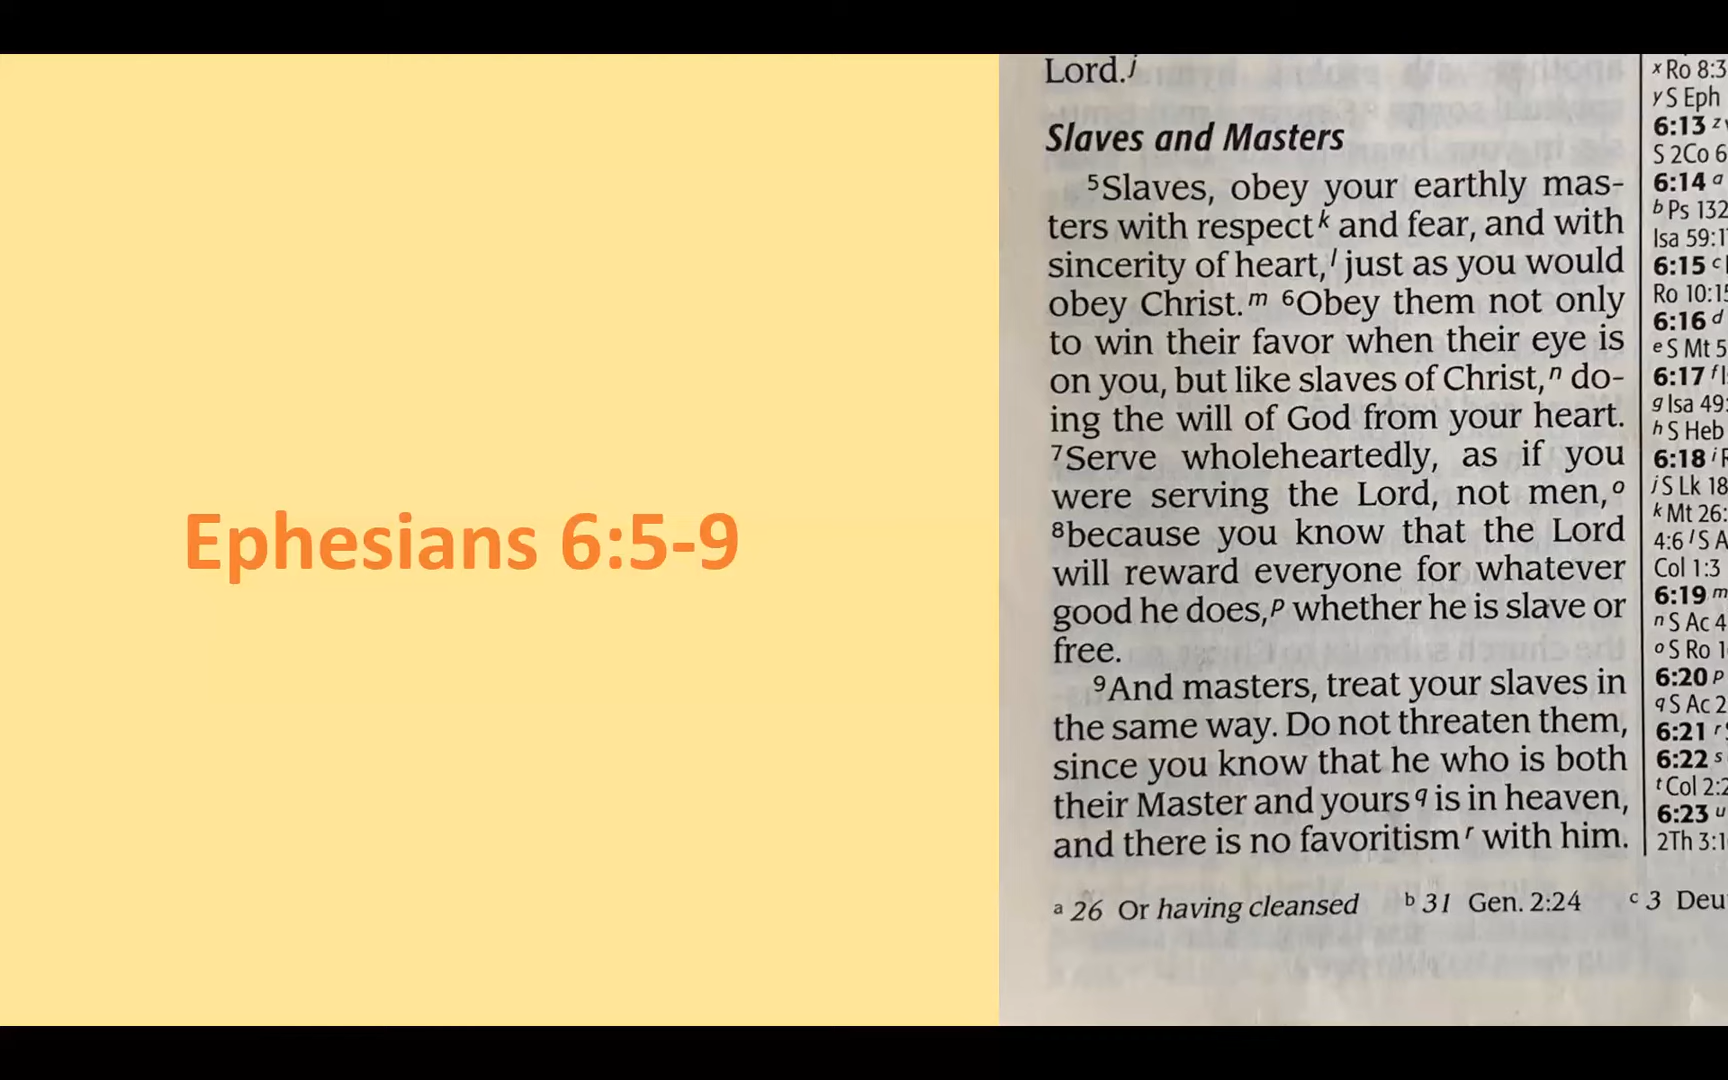 Ephesians 6:5-9
Lord.j
Slaves and Masters
5Slaves, obey your earthly mas-
ters with respectk and fear, and with
sincerity of heart,l just as you would
obey Christ.m 6Obey them not only
to win their favor when their eye is
on you, but like slaves of Christ,n do-
ing the will of God from your heart.
7Serve wholeheartedly, as if you
were serving the Lord, not men,o
8because you know that the Lord
will reward everyone for whatever
good he does,p whether he is slave or
free.
9And masters, treat your slaves in
the same way. Do not threaten them,
since you know that he who is both
their Master and yoursq is in heaven,
and there is no favoritismr with him.
x Ro 8:3
y S Eph
6:13 z
S 2Co 6
6:14 a
b Ps 132
Isa 59:1
6:15 c
Ro 10:15
6:16 d
e S Mt 5
6:17 f
g Isa 49:
h S Heb
6:18 i
j S Lk 18
k Mt 26:
4:6 l S A
Col 1:3
6:19 m
n S Ac 4
o S Ro 1
6:20 p
q S Ac 2
6:21 r
6:22 s
t Col 2:2
6:23 u
2Th 3:1
a 26 Or having cleansed b 31 Gen. 2:24 c 3 Deu